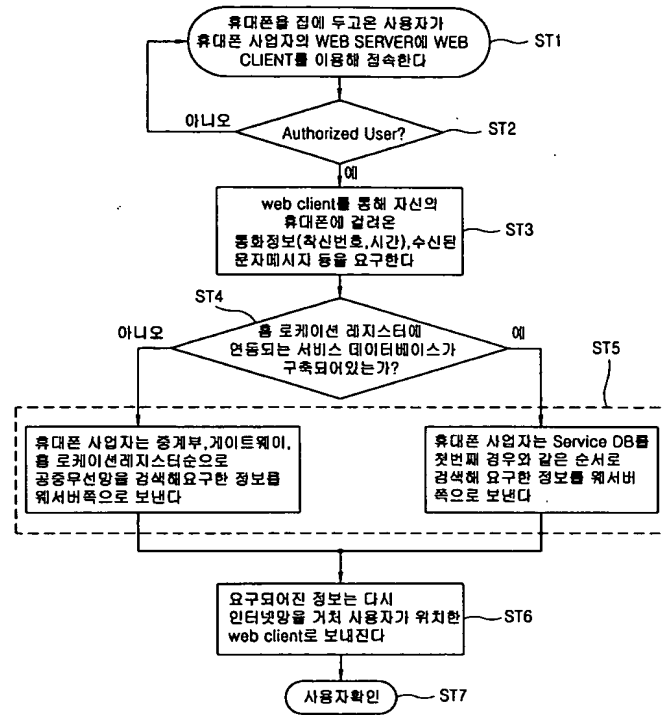 휴대폰을 집에 두고온 사용자가
휴대폰 사업자의 WEB SERVER에 WEB
CLIENT를 이용해 접속한다
ST1
아니오
Authorized User?
ST2
예
web client를 통해 자신의
휴대폰에 걸려온
통화정보(착신번호,시간),수신된
문자메시지 등을 요구한다
ST3
ST4
아니오
홈 로케이션 레지스터에
연동되는 서비스 데이터베이스가
구축되어있는가?
예
ST5
휴대폰 사업자는 중계부,게이트웨이,
홈 로케이션레지스터순으로
공중무선망을 검색해요구한 정보를
웨서버쪽으로 보낸다
휴대폰 사업자는 Service DB를
첫번째 경우와 같은 순서로
검색해 요구한 정보를 웨서버
쪽으로 보낸다
요구되어진 정보는 다시
인터넷망을 거처 사용자가 위치한
web client로 보내진다
ST6
사용자확인
ST7